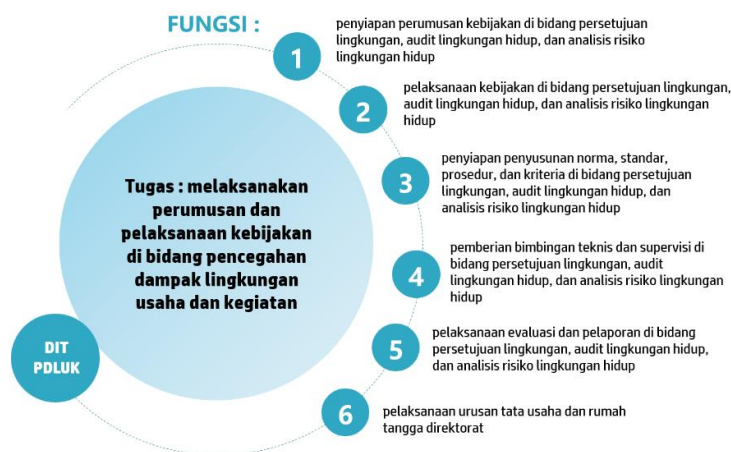 FUNGSI :
1
penyiapan perumusan kebijakan di bidang persetujuan
lingkungan, audit lingkungan hidup, dan analisis risiko
lingkungan hidup
2
pelaksanaan kebijakan di bidang persetujuan lingkungan,
audit lingkungan hidup, dan analisis risiko lingkungan
hidup
3
penyiapan penyusunan norma, standar,
prosedur, dan kriteria di bidang persetujuan
lingkungan, audit lingkungan hidup, dan
analisis risiko lingkungan hidup
4
pemberian bimbingan teknis dan supervisi di
bidang persetujuan lingkungan, audit
lingkungan hidup, dan analisis risiko lingkungan
hidup
5
pelaksanaan evaluasi dan pelaporan di bidang
persetujuan lingkungan, audit lingkungan hidup,
dan analisis risiko lingkungan hidup
6
pelaksanaan urusan tata usaha dan rumah
tangga direktorat
Tugas : melaksanakan
perumusan dan
pelaksanaan kebijakan
di bidang pencegahan
dampak lingkungan
usaha dan kegiatan
DIT
PDLUK